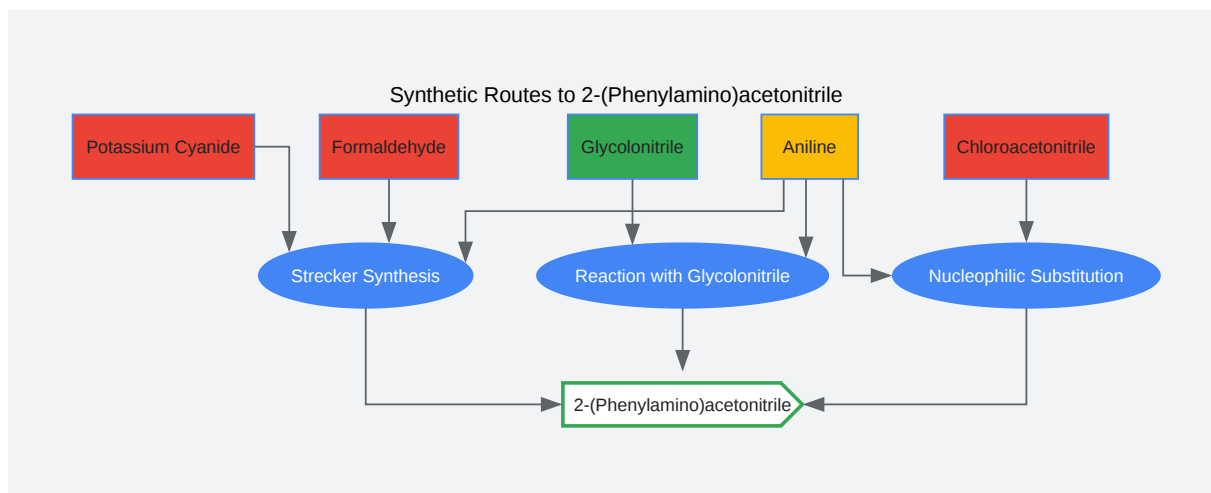 Synthetic Routes to 2-(Phenylamino)acetonitrile
Potassium Cyanide
Formaldehyde
Glycolonitrile
Aniline
Chloroacetonitrile
Strecker Synthesis
Reaction with Glycolonitrile
Nucleophilic Substitution
2-(Phenylamino)acetonitrile